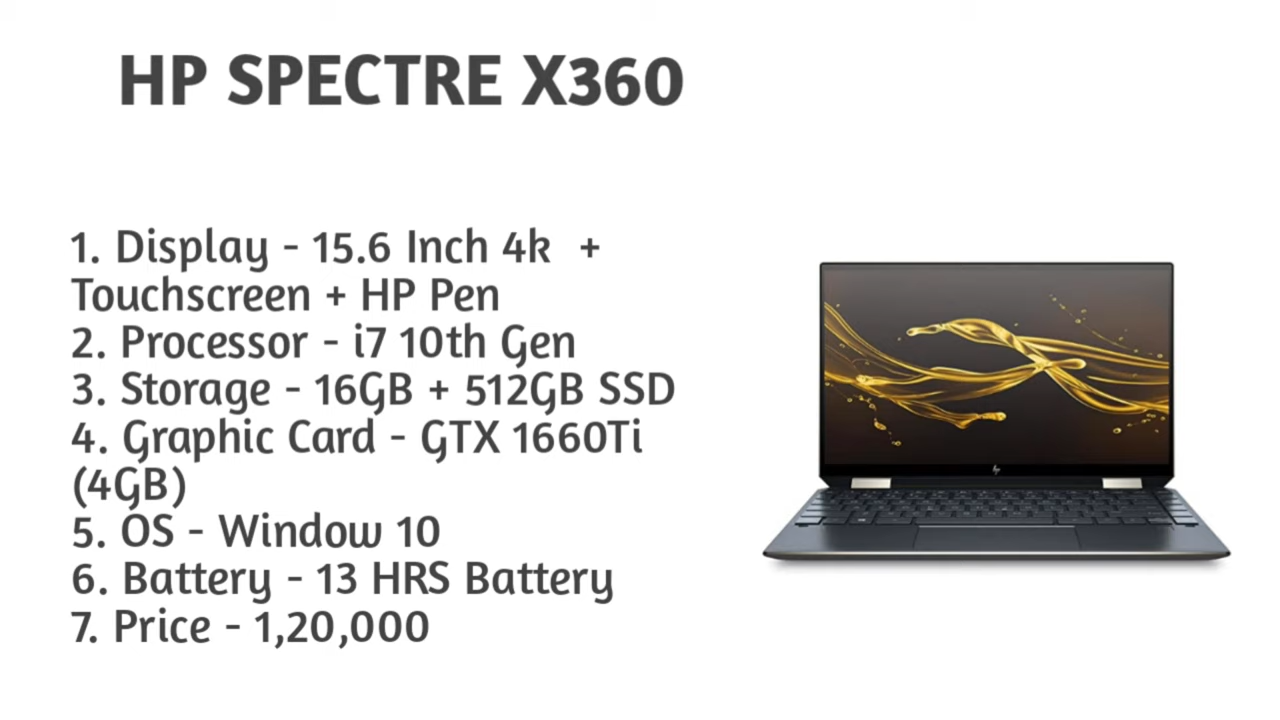 HP SPECTRE X360
1. Display - 15.6 Inch 4k +
Touchscreen + HP Pen
2. Processor - i7 10th Gen
3. Storage - 16GB + 512GB SSD
4. Graphic Card - GTX 1660Ti
(4GB)
5. OS - Window 10
6. Battery - 13 HRS Battery
7. Price - 1,20,000